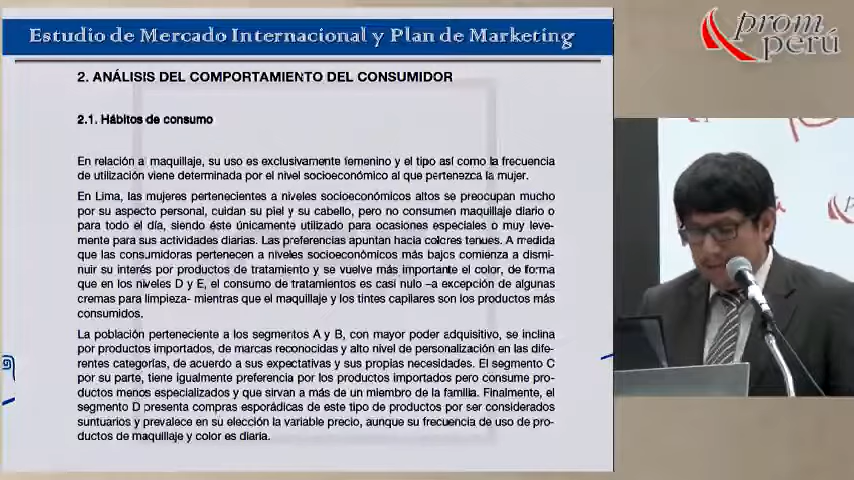 Estudio de Mercado Internacional y Plan de Marketing
prom
perú
2. ANÁLISIS DEL COMPORTAMIENTO DEL CONSUMIDOR
2.1. Hábitos de consumo
En relación a maquillaje, su uso es exclusivamente femenino y el tipo así como la frecuencia
de utilización viene determinada por el nivel socioeconómico al que pertenezca la mujer.
En Lima, las mujeres pertenecientes a niveles socioeconómicos altos se preocupan mucho
por su aspecto personal, cuidan su piel y su cabello, pero no consumen maquillaje diario o
para todo el día, siendo éste únicamente utilizado para ocasiones especiales o muy leve-
mente para sus actividades diarias. Las preferencias apuntan hacia colores tenues. A medida
que las consumidoras pertenecen a niveles socioeconómicos más bajos comienza a dismi-
nuir su interés por productos de tratamiento y se vuelve más importante el color, de forma
que en los niveles D y E, el consumo de tratamientos es casi nulo –a excepción de algunas
cremas para limpieza- mientras que el maquillaje y los tintes capilares son los productos más
consumidos.
La población perteneciente a los segmentos A y B, con mayor poder adquisitivo, se inclina
por productos importados, de marcas reconocidas y alto nivel de personalización en las dife-
rentes categorías, de acuerdo a sus expectativas y sus propias necesidades. El segmento C
por su parte, tiene igualmente preferencia por los productos importados pero consume pro-
ductos menos especializados y que sirvan a más de un miembro de la familia. Finalmente, el
segmento D presenta compras esporádicas de este tipo de productos por ser considerados
suntuarios y prevalece en su elección la variable precio, aunque su frecuencia de uso de pro-
ductos de maquillaje y color es diaria.